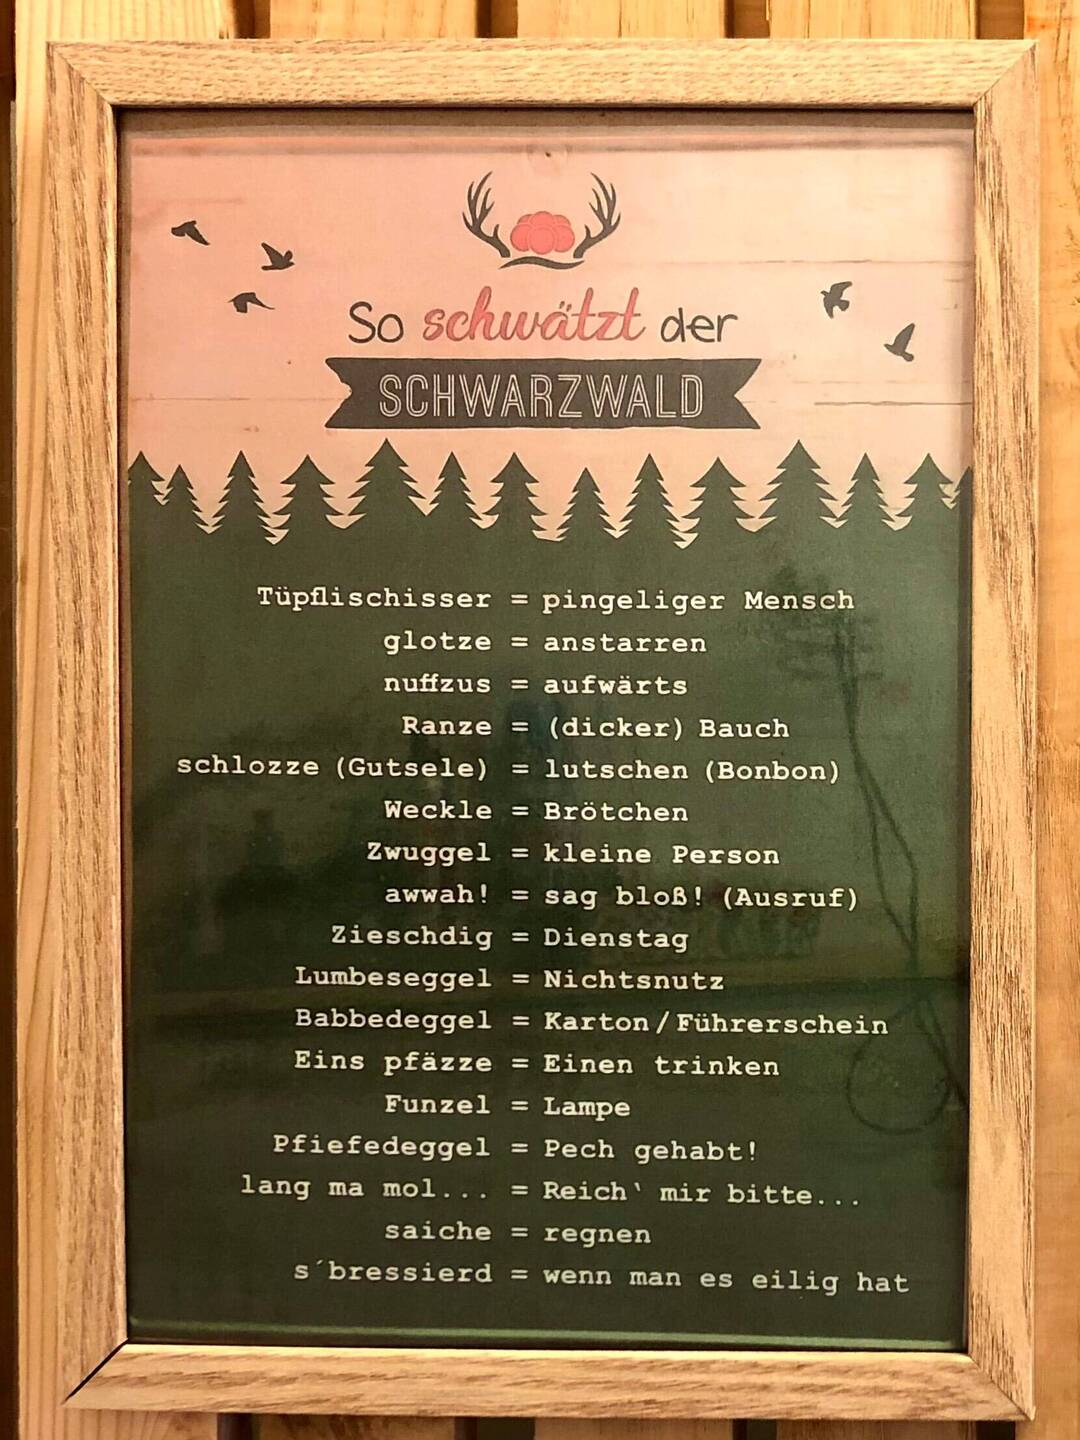 So schwätzt der
SCHWARZWALD
Tüpflischisser = pingeliger Mensch
glotze = anstarren
nuffzus = aufwärts
Ranze = (dicker) Bauch
schlozze (Gutsele) = lutschen (Bonbon)
Weckle = Brötchen
Zwuggel = kleine Person
awwah! = sag bloß! (Ausruf)
Zieschdig = Dienstag
Lumbeseggel = Nichtsnutz
Babbedeggel = Karton/Führerschein
Eins pfäzze = Einen trinken
Funzel = Lampe
Pfiefedeggel = Pech gehabt!
lang ma mol... = Reich‛ mir bitte...
saiche = regnen
s´bressierd = wenn man es eilig hat